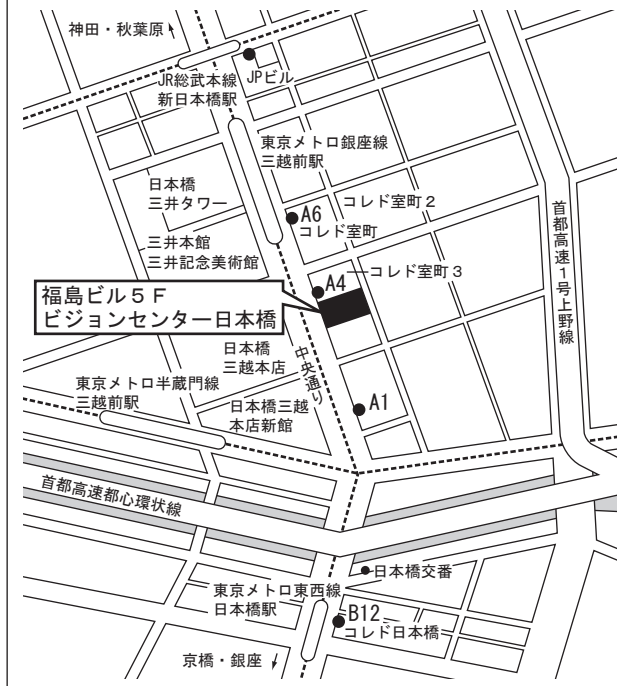 神田・秋葉原
JPビル
JR総武本線
新日本橋駅
東京メトロ銀座線
三越前駅
日本橋
三井タワー
A6
コレド室町2
コレド室町
三井本館
三井記念美術館
首都高速1号上野線
コレド室町3
A4
福島ビル5F
ビジョンセンター日本橋
日本橋
三越本店
中央通り
東京メトロ半蔵門線
三越前駅
日本橋三越
本店新館
A1
首都高速都心環状線
日本橋交番
東京メトロ東西線
日本橋駅
B12
コレド日本橋
京橋・銀座